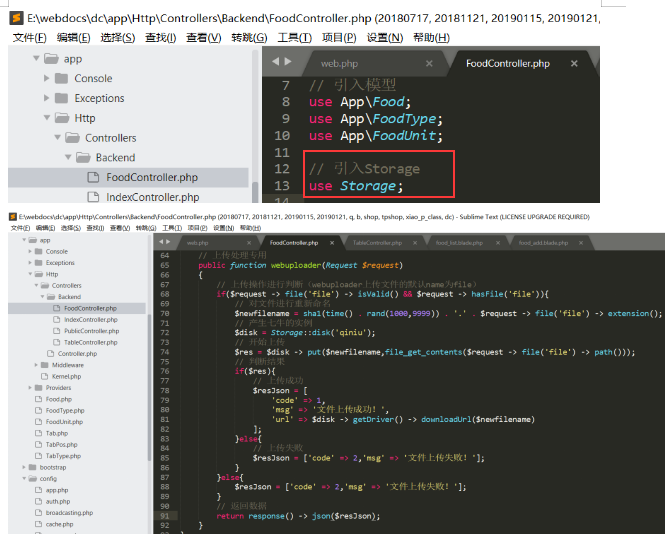 E:\webdocs\dc\app\Http\Controllers\Backend\FoodController.php (20180717, 20181121, 20190115, 20190121,
文件(F) 编辑(E) 选择(S) 查找(I) 查看(V) 转跳(G) 工具(T) 项目(P) 设置(N) 帮助(H)
app
Console
Exceptions
Http
Controllers
Backend
FoodController.php
IndexController.php
web.php FoodController.php
7 // 引入模型
8 use App\Food;
9 use App\FoodType;
10 use App\FoodUnit;
11
12 // 引入Storage
13 use Storage;
E:\webdocs\dc\app\Http\Controllers\Backend\FoodController.php (20180717, 20181121, 20190115, 20190121, q, b, shop, tpshop, xiao_p_class, dc) - Sublime Text (LICENSE UPGRADE REQUIRED)
文件(F) 编辑(E) 选择(S) 查找(I) 查看(V) 转跳(G) 工具(T) 项目(P) 设置(N) 帮助(H)
app
Console
Exceptions
Http
Controllers
Backend
FoodController.php
IndexController.php
PublicController.php
TableController.php
Controller.php
Middleware
Kernel.php
Providers
Food.php
FoodType.php
FoodUnit.php
Tab.php
TabPos.php
TabType.php
bootstrap
config
app.php
auth.php
broadcasting.php
cache.php
web.php FoodController.php TableController.php food_list.blade.php food_add.blade.php
64 // 上传处理专用
65 public function webuploader(Request $request)
66 {
67 // 上传操作进行判断（webuploader上传文件的默认name为file）
68 if($request -> file('file') -> isValid() && $request -> hasFile('file')){
69 // 对文件进行重新命名
70 $newfilename = sha1(time() . rand(1000,9999)) . '.' . $request -> file('file') -> extension();
71 // 产生七牛的实例
72 $disk = Storage::disk('qiniu');
73 // 开始上传
74 $res = $disk -> put($newfilename,file_get_contents($request -> file('file') -> path()));
75 // 判断结果
76 if($res){
77 // 上传成功
78 $resJson = [
79 'code' => 1,
80 'msg' => '文件上传成功！',
81 'url' => $disk -> getDriver() -> downloadUrl($newfilename)
82 ];
83 }else{
84 // 上传失败
85 $resJson = ['code' => 2,'msg' => '文件上传失败！'];
86 }
87 }else{
88 $resJson = ['code' => 2,'msg' => '文件上传失败！'];
89 }
90 // 返回数据
91 return response() -> json($resJson);
92 }